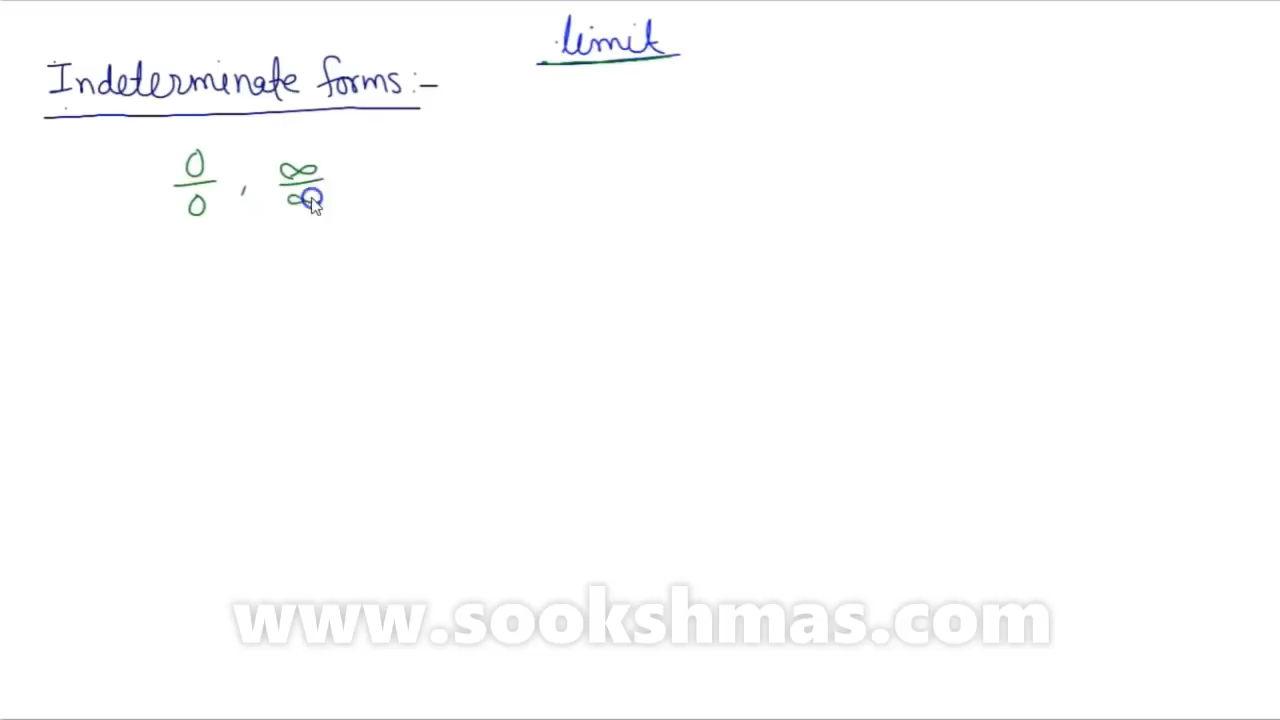 limit
Indeterminate forms :-
0/0 , ∞/∞
www.sookshmas.com